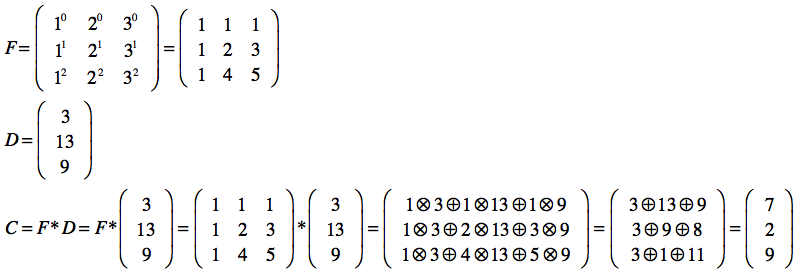 F = ( 1⁰ 2⁰ 3⁰ ; 1¹ 2¹ 3¹ ; 1² 2² 3² ) = ( 1 1 1 ; 1 2 3 ; 1 4 5 )
D = ( 3 ; 13 ; 9 )
C = F * D = F * ( 3 ; 13 ; 9 ) = ( 1 1 1 ; 1 2 3 ; 1 4 5 ) * ( 3 ; 13 ; 9 ) = ( 1⊗3⊕1⊗13⊕1⊗9 ; 1⊗3⊕2⊗13⊕3⊗9 ; 1⊗3⊕4⊗13⊕5⊗9 ) = ( 3⊕13⊕9 ; 3⊕9⊕8 ; 3⊕1⊕11 ) = ( 7 ; 2 ; 9 )